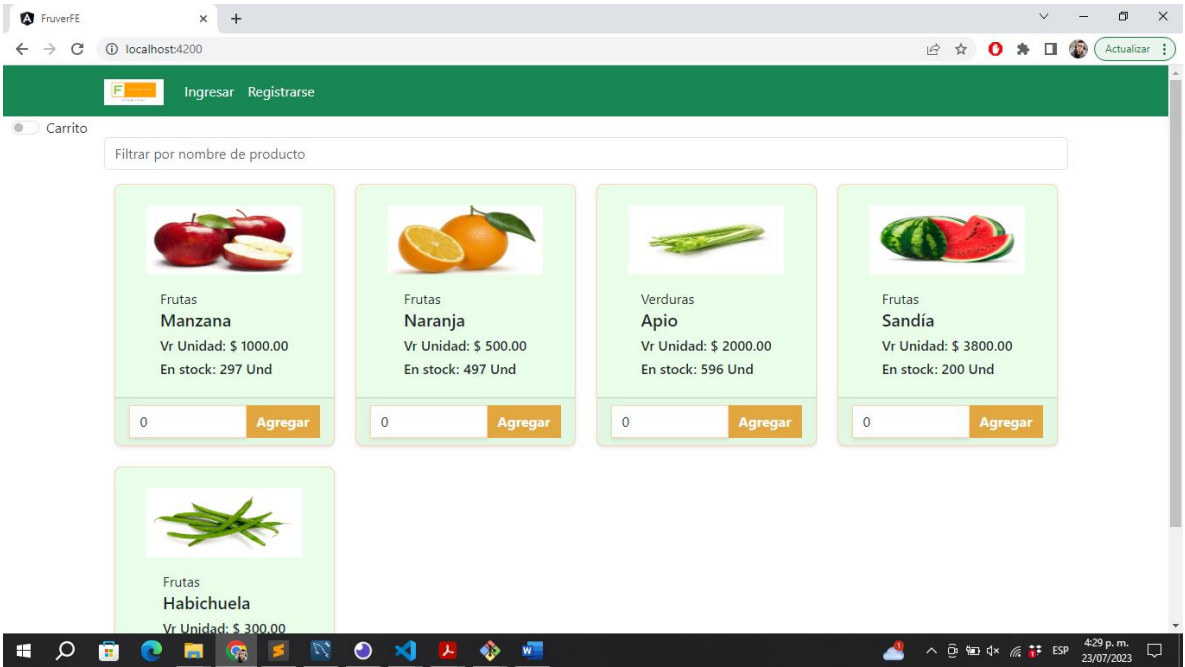 FruverFE
localhost:4200
Actualizar
F
Ingresar Registrarse
Carrito
Filtrar por nombre de producto
Frutas
Manzana
Vr Unidad: $ 1000.00
En stock: 297 Und
0 Agregar
Frutas
Naranja
Vr Unidad: $ 500.00
En stock: 497 Und
0 Agregar
Verduras
Apio
Vr Unidad: $ 2000.00
En stock: 596 Und
0 Agregar
Frutas
Sandía
Vr Unidad: $ 3800.00
En stock: 200 Und
0 Agregar
Frutas
Habichuela
Vr Unidad: $ 300.00
ESP
4:29 p. m.
23/07/2023